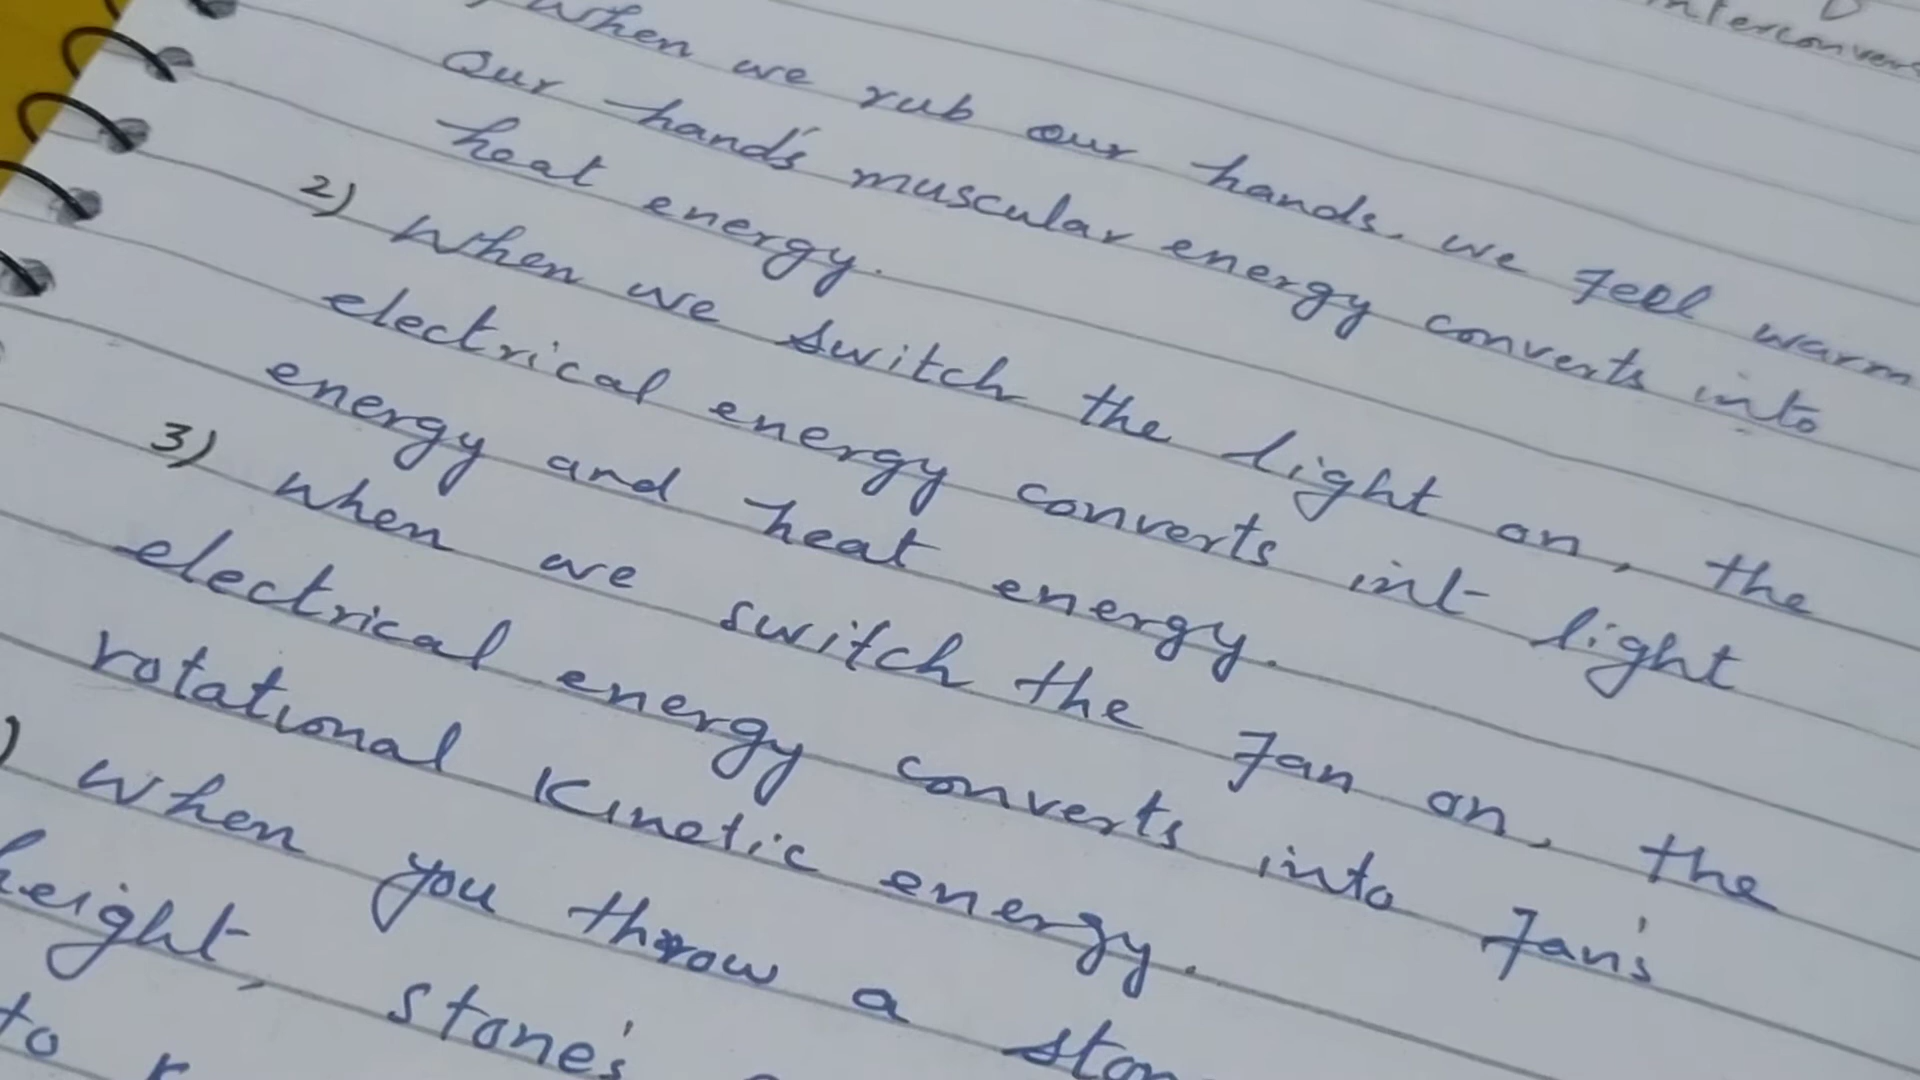 interconver
When we rub our hands. we feel warm
Our hand's muscular energy converts into
heat energy.
2) When we switch the light on, the
electrical energy converts int light
energy and heat energy.
3) When we switch the fan on, the
electrical energy converts into fan's
rotational kinetic energy.
) When you throw a ston
height, stone's
to